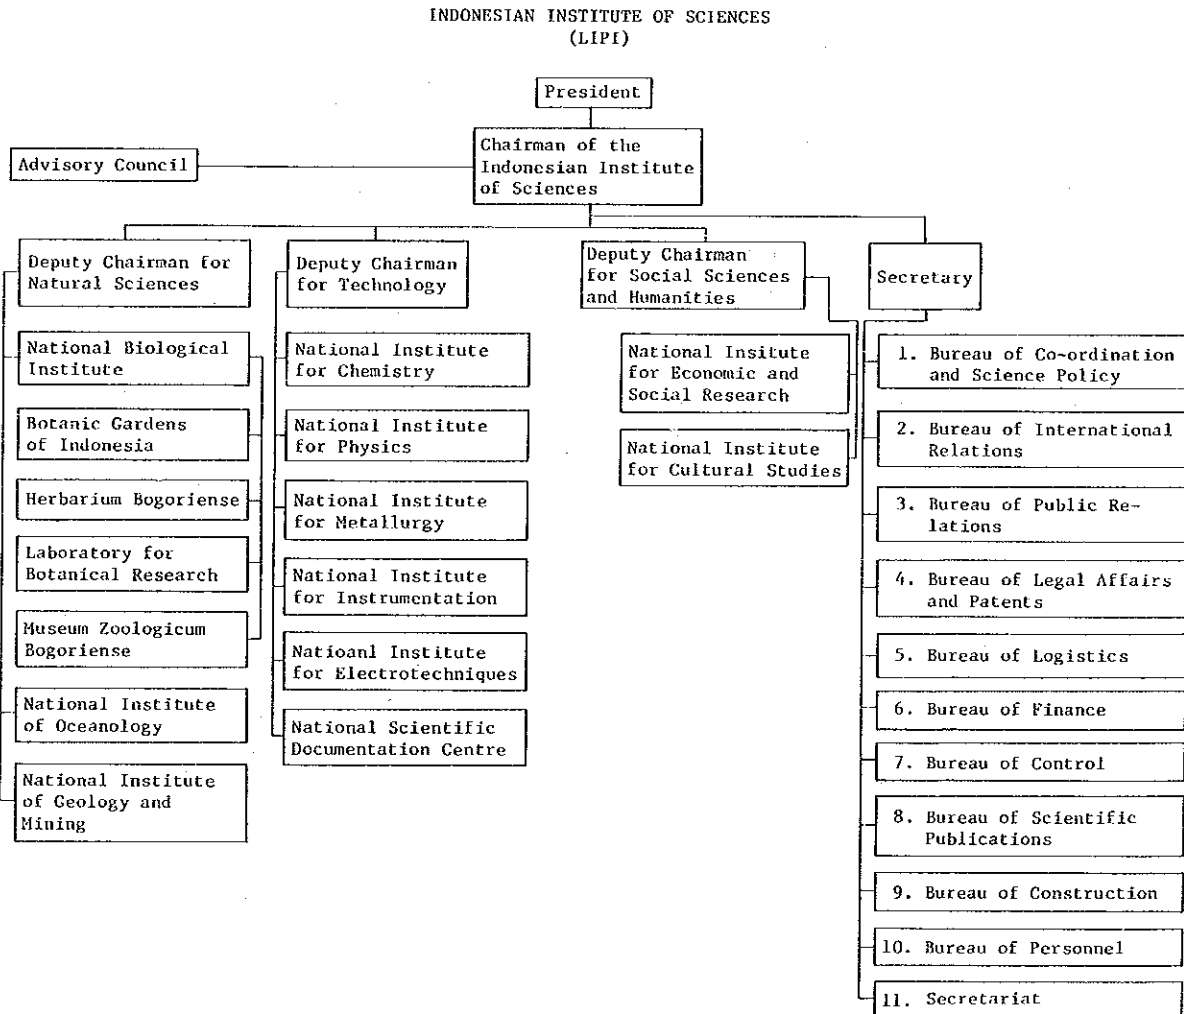 INDONESIAN INSTITUTE OF SCIENCES
(LIPI)
President
Chairman of the
Indonesian Institute
of Sciences
Advisory Council
Deputy Chairman for
Natural Sciences
National Biological
Institute
Botanic Gardens
of Indonesia
Herbarium Bogoriense
Laboratory for
Botanical Research
Museum Zoologicum
Bogoriense
National Institute
of Oceanology
National Institute
of Geology and
Mining
Deputy Chairman
for Technology
National Institute
for Chemistry
National Institute
for Physics
National Institute
for Metallurgy
National Institute
for Instrumentation
Natioanl Institute
for Electrotechniques
National Scientific
Documentation Centre
Deputy Chairman
for Social Sciences
and Humanities
National Insitute
for Economic and
Social Research
National Institute
for Cultural Studies
Secretary
1. Bureau of Co-ordination
and Science Policy
2. Bureau of International
Relations
3. Bureau of Public Re-
lations
4. Bureau of Legal Affairs
and Patents
5. Bureau of Logistics
6. Bureau of Finance
7. Bureau of Control
8. Bureau of Scientific
Publications
9. Bureau of Construction
10. Bureau of Personnel
11. Secretariat